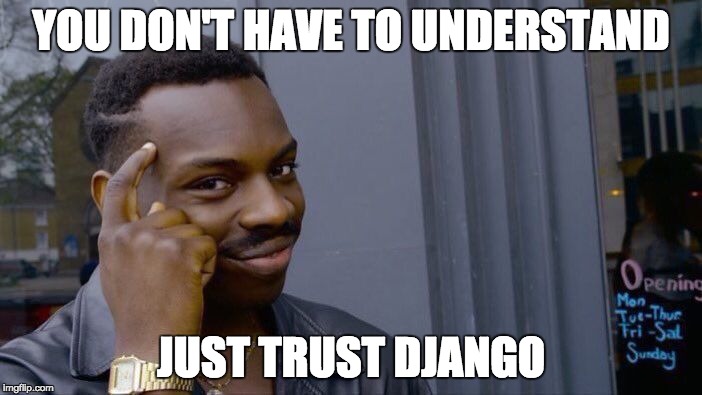 YOU DON'T HAVE TO UNDERSTAND
Opening
Mon
Tue-Thur
Fri-Sat
Sunday
JUST TRUST DJANGO
imgflip.com